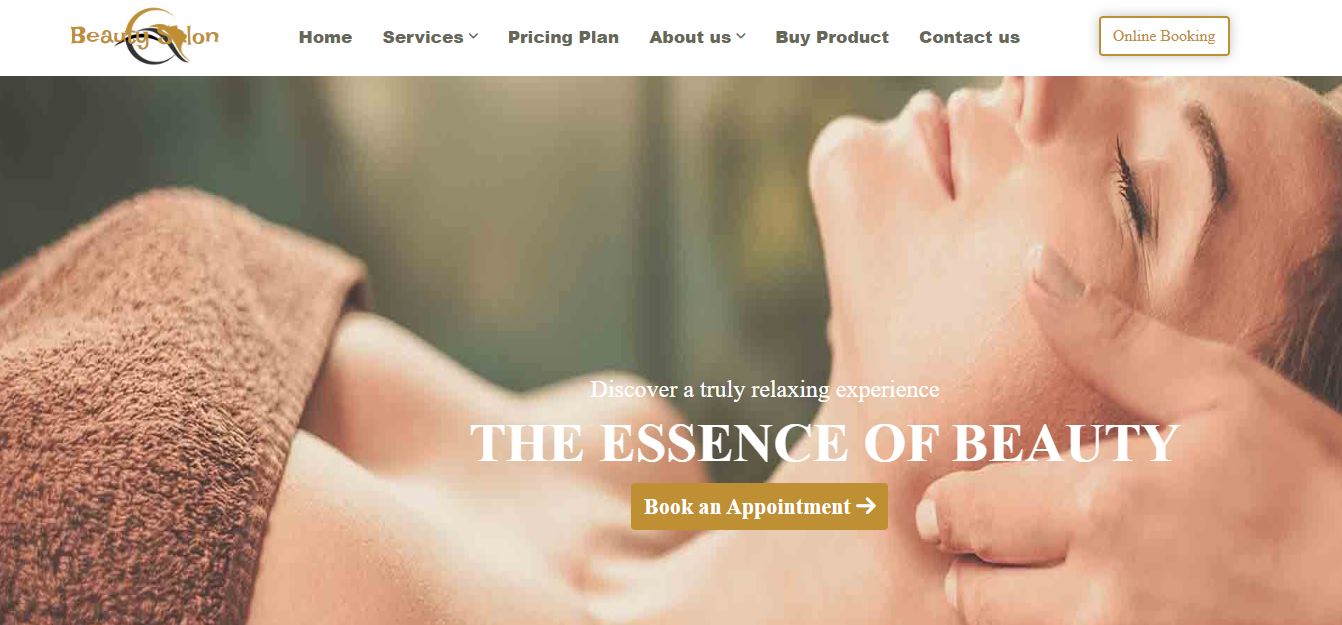 Beauty Salon
Home
Services
Pricing Plan
About us
Buy Product
Contact us
Online Booking
Discover a truly relaxing experience
THE ESSENCE OF BEAUTY
Book an Appointment